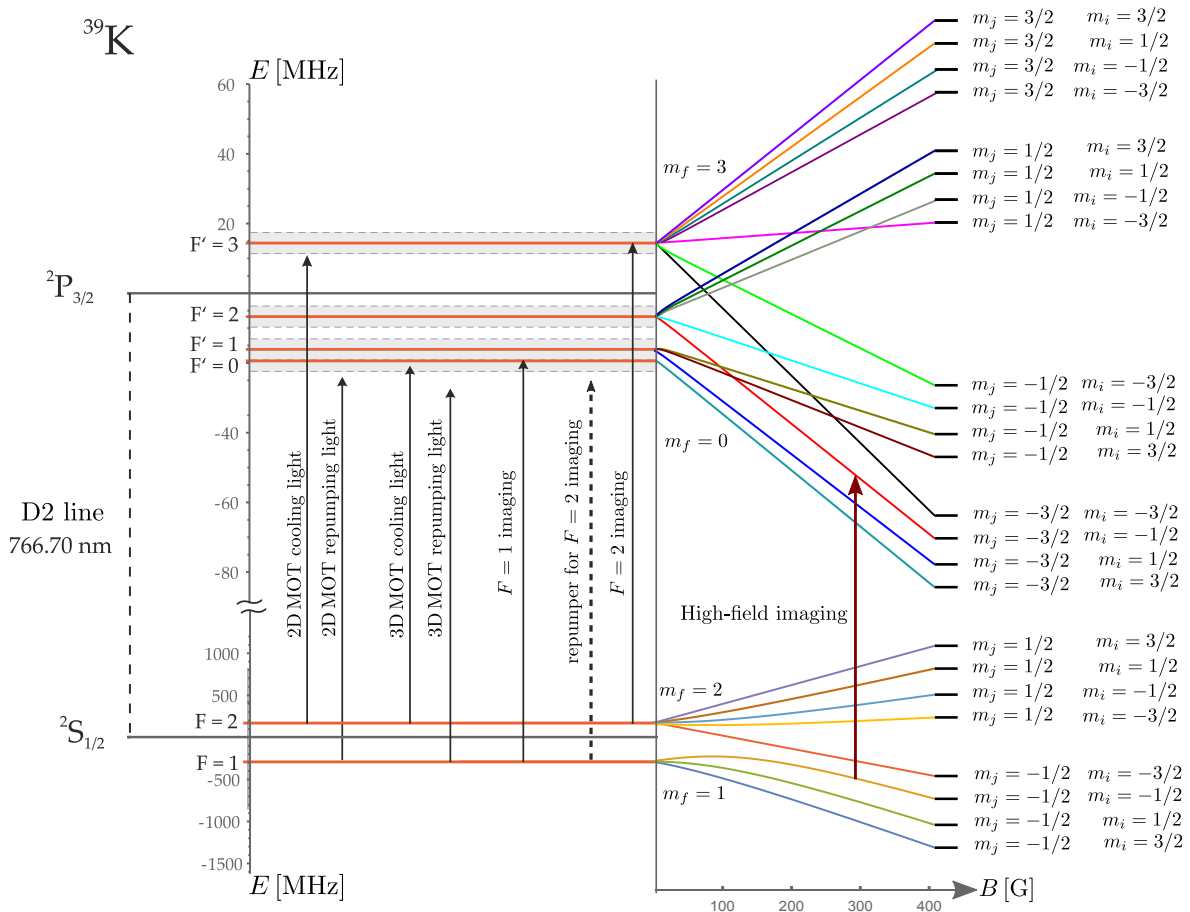 ³⁹K
E [MHz]
60
40
20
-40
-60
-80
1000
500
-500
-1000
-1500
E [MHz]
²P₃/₂
D2 line
766.70 nm
²S₁/₂
F‘ = 3
F‘ = 2
F‘ = 1
F‘ = 0
F = 2
F = 1
2D MOT cooling light
2D MOT repumping light
3D MOT cooling light
3D MOT repumping light
F = 1 imaging
repumper for F = 2 imaging
F = 2 imaging
m_f = 3
m_f = 0
m_f = 2
m_f = 1
High-field imaging
m_j = 3/2 m_i = 3/2
m_j = 3/2 m_i = 1/2
m_j = 3/2 m_i = −1/2
m_j = 3/2 m_i = −3/2
m_j = 1/2 m_i = 3/2
m_j = 1/2 m_i = 1/2
m_j = 1/2 m_i = −1/2
m_j = 1/2 m_i = −3/2
m_j = −1/2 m_i = −3/2
m_j = −1/2 m_i = −1/2
m_j = −1/2 m_i = 1/2
m_j = −1/2 m_i = 3/2
m_j = −3/2 m_i = −3/2
m_j = −3/2 m_i = −1/2
m_j = −3/2 m_i = 1/2
m_j = −3/2 m_i = 3/2
m_j = 1/2 m_i = 3/2
m_j = 1/2 m_i = 1/2
m_j = 1/2 m_i = −1/2
m_j = 1/2 m_i = −3/2
m_j = −1/2 m_i = −3/2
m_j = −1/2 m_i = −1/2
m_j = −1/2 m_i = 1/2
m_j = −1/2 m_i = 3/2
B [G]
100 200 300 400